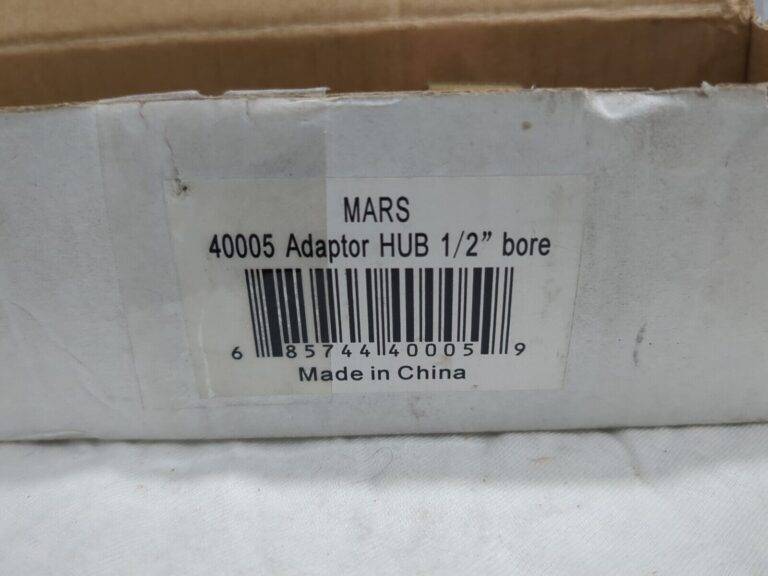 MARS
40005 Adaptor HUB 1/2" bore
6 85744 40005 9
Made in China